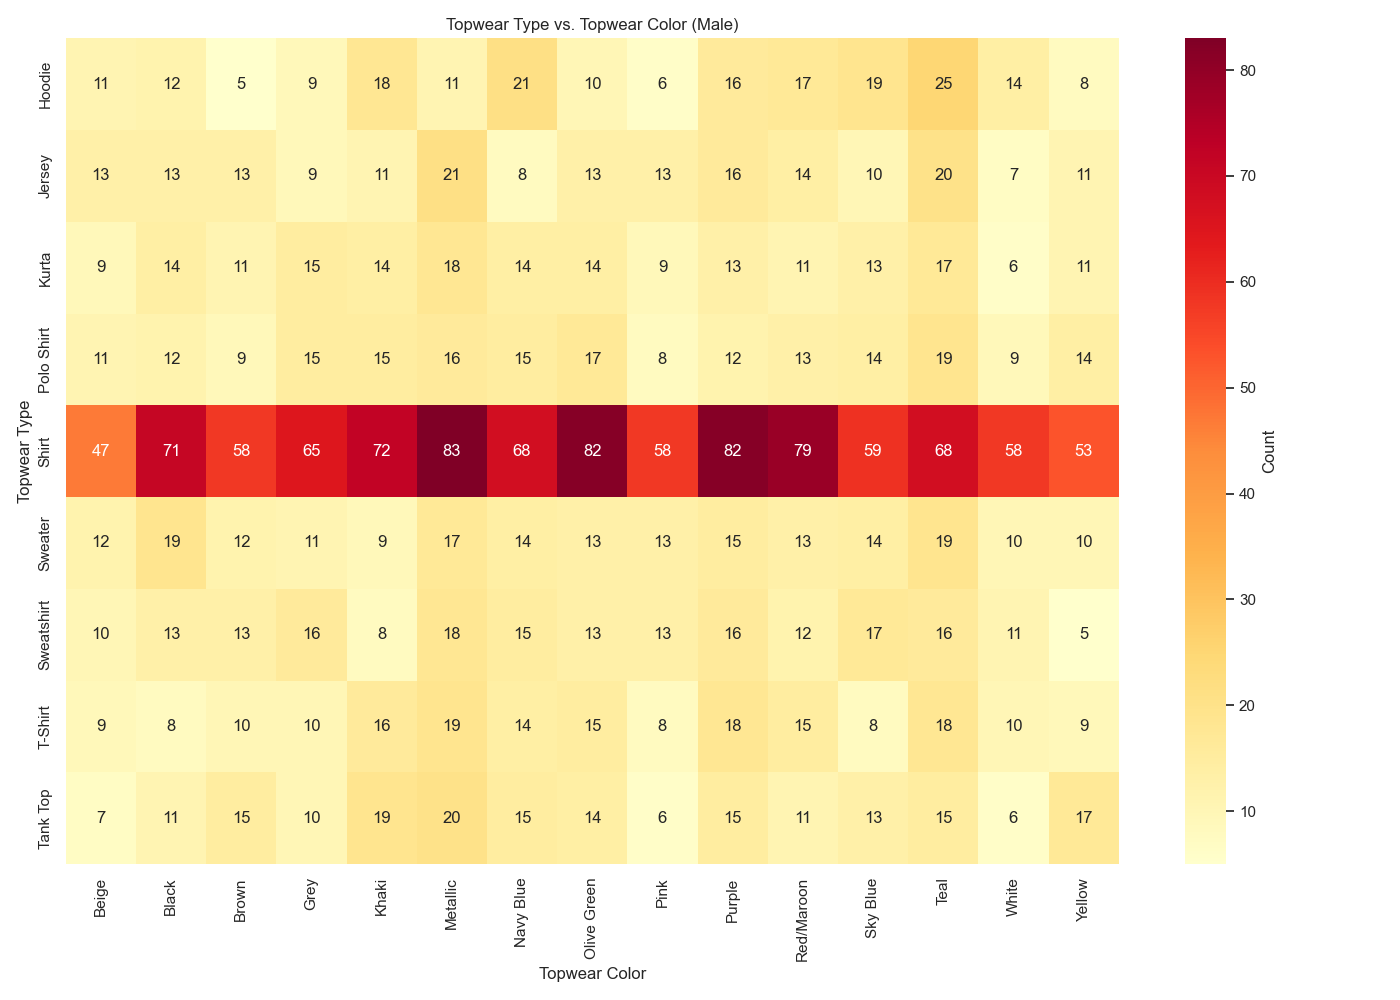 Topwear Type vs. Topwear Color (Male)
Topwear Type
Hoodie 11 12 5 9 18 11 21 10 6 16 17 19 25 14 8
Jersey 13 13 13 9 11 21 8 13 13 16 14 10 20 7 11
Kurta 9 14 11 15 14 18 14 14 9 13 11 13 17 6 11
Polo Shirt 11 12 9 15 15 16 15 17 8 12 13 14 19 9 14
Shirt 47 71 58 65 72 83 68 82 58 82 79 59 68 58 53
Sweater 12 19 12 11 9 17 14 13 13 15 13 14 19 10 10
Sweatshirt 10 13 13 16 8 18 15 13 13 16 12 17 16 11 5
T-Shirt 9 8 10 10 16 19 14 15 8 18 15 8 18 10 9
Tank Top 7 11 15 10 19 20 15 14 6 15 11 13 15 6 17
Beige Black Brown Grey Khaki Metallic Navy Blue Olive Green Pink Purple Red/Maroon Sky Blue Teal White Yellow
Topwear Color
80
70
60
50
40
30
20
10
Count